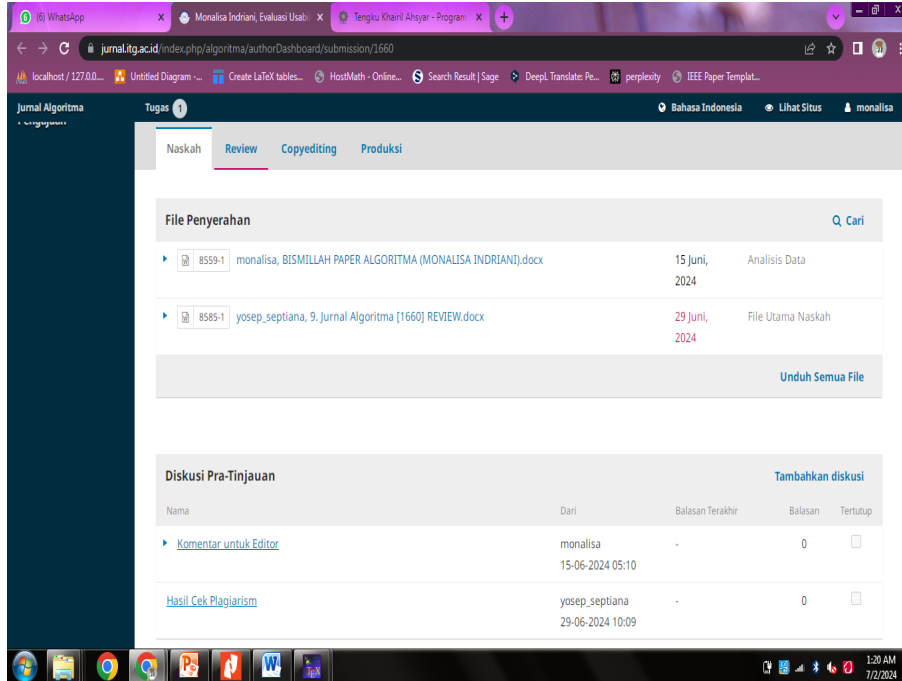 (6) WhatsApp
Monalisa Indriani, Evaluasi Usabi
Tengku Khairil Ahsyar - Program
jurnal.itg.ac.id/index.php/algoritma/authorDashboard/submission/1660
localhost / 127.0.0....
Untitled Diagram -...
Create LaTeX tables...
HostMath - Online...
Search Result | Sage
DeepL Translate: Pe...
perplexity
IEEE Paper Templat...
Jurnal Algoritma
Tugas 1
Bahasa Indonesia
Lihat Situs
monalisa
Pengajuan
Naskah
Review
Copyediting
Produksi
File Penyerahan
Cari
8559-1 monalisa, BISMILLAH PAPER ALGORITMA (MONALISA INDRIANI).docx
15 Juni,
2024
Analisis Data
8585-1 yosep_septiana, 9. Jurnal Algoritma [1660] REVIEW.docx
29 Juni,
2024
File Utama Naskah
Unduh Semua File
Diskusi Pra-Tinjauan
Tambahkan diskusi
Nama
Dari
Balasan Terakhir
Balasan
Tertutup
Komentar untuk Editor
monalisa
15-06-2024 05:10
-
0
Hasil Cek Plagiarism
yosep_septiana
29-06-2024 10:09
-
0
1:20 AM
7/2/2024